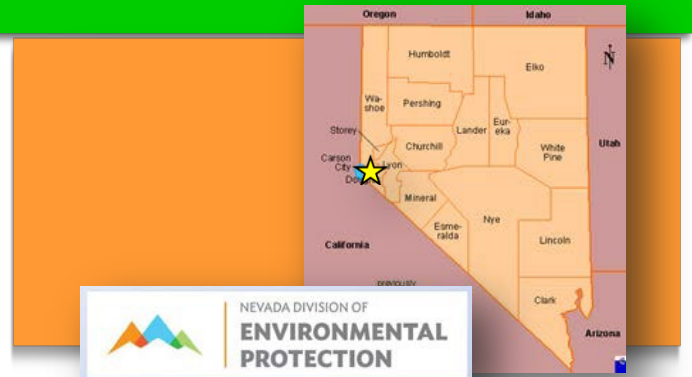 Oregon
Idaho
Humboldt
Elko
N
Wa-
shoe
Pershing
Lander
Eur-
eka
Storey
Churchill
White
Pine
Utah
Carson
City
Lyon
Mineral
Nye
Esme-
ralda
Lincoln
California
previously
Clark
Arizona
NEVADA DIVISION OF
ENVIRONMENTAL
PROTECTION